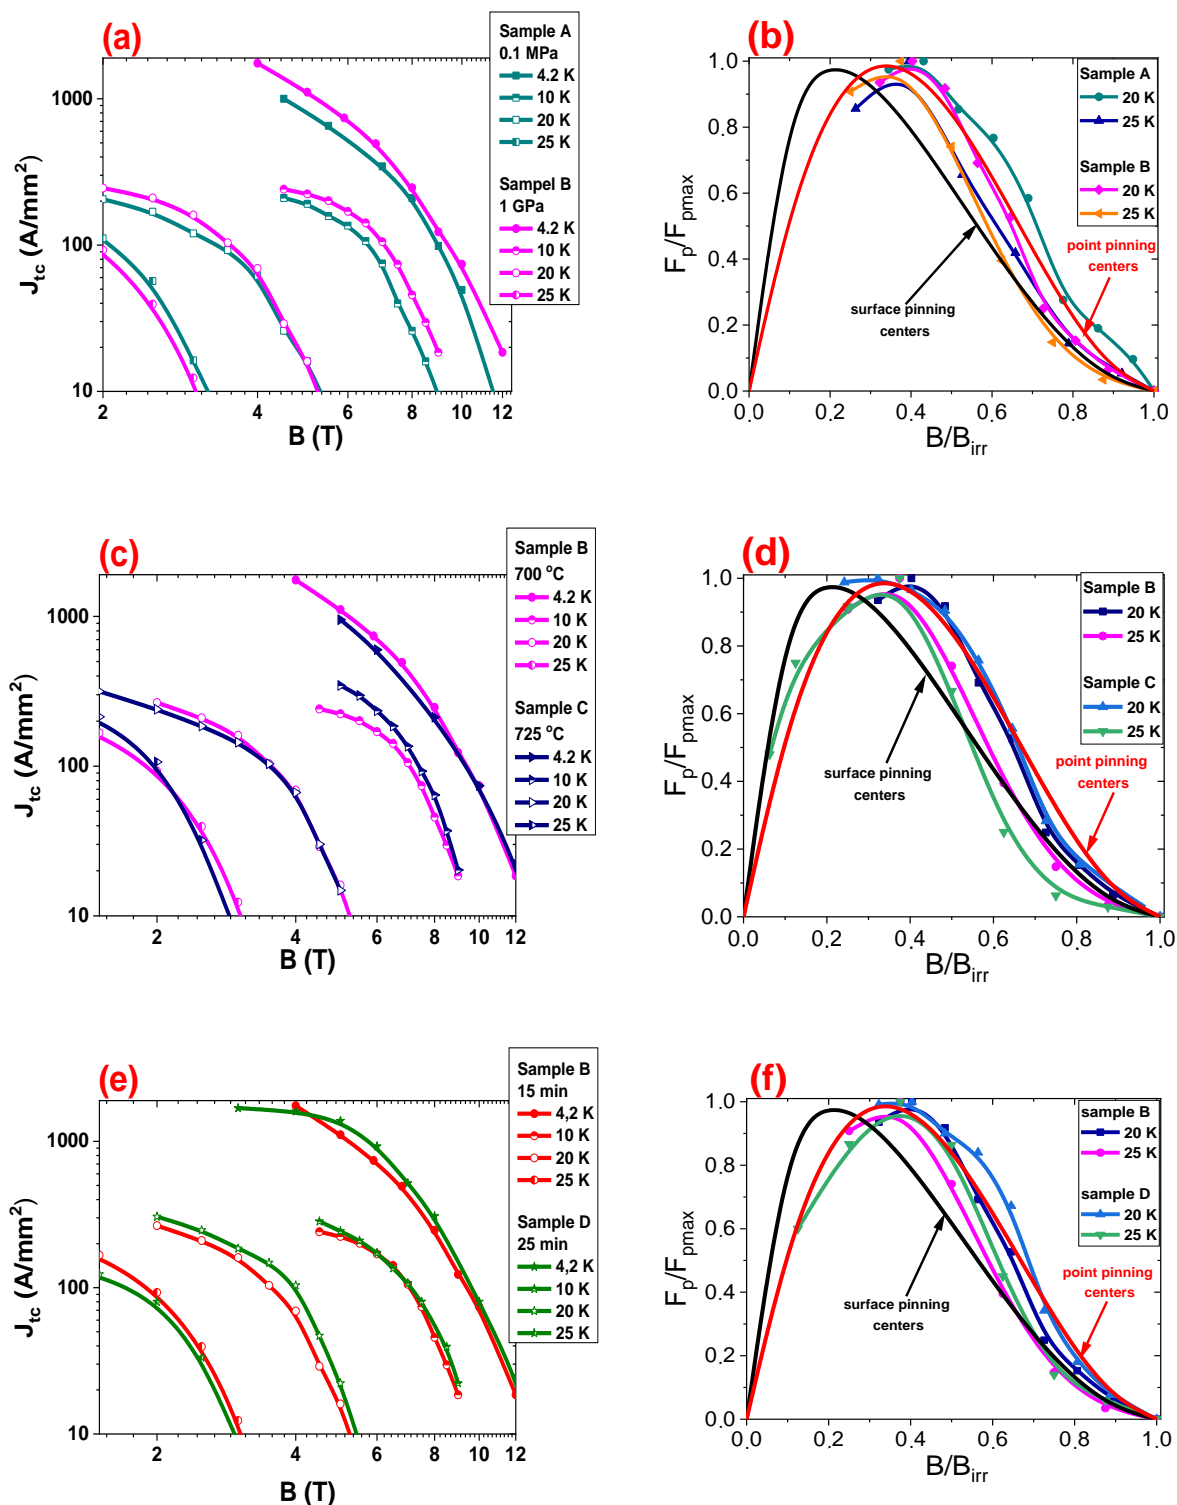 (a)
Sample A
0.1 MPa
4.2 K
10 K
20 K
25 K
Sampel B
1 GPa
4.2 K
10 K
20 K
25 K
1000
100
10
J_tc (A/mm²)
2
4
6
8
10
12
B (T)
(b)
Sample A
20 K
25 K
Sample B
20 K
25 K
1.0
0.8
0.6
0.4
0.2
0.0
F_p/F_pmax
point pinning
centers
surface pinning
centers
0.0
0.2
0.4
0.6
0.8
1.0
B/B_irr
(c)
Sample B
700 °C
4.2 K
10 K
20 K
25 K
Sample C
725 °C
4.2 K
10 K
20 K
25 K
1000
100
10
J_tc (A/mm²)
2
4
6
8
10
12
B (T)
(d)
Sample B
20 K
25 K
Sample C
20 K
25 K
1.0
0.8
0.6
0.4
0.2
0.0
F_p/F_pmax
point pinning
centers
surface pinning
centers
0.0
0.2
0.4
0.6
0.8
1.0
B/B_irr
(e)
Sample B
15 min
4,2 K
10 K
20 K
25 K
Sample D
25 min
4,2 K
10 K
20 K
25 K
1000
100
10
J_tc (A/mm²)
2
4
6
8
10
12
B (T)
(f)
sample B
20 K
25 K
sample D
20 K
25 K
1.0
0.8
0.6
0.4
0.2
0.0
F_p/F_pmax
point pinning
centers
surface pinning
centers
0.0
0.2
0.4
0.6
0.8
1.0
B/B_irr